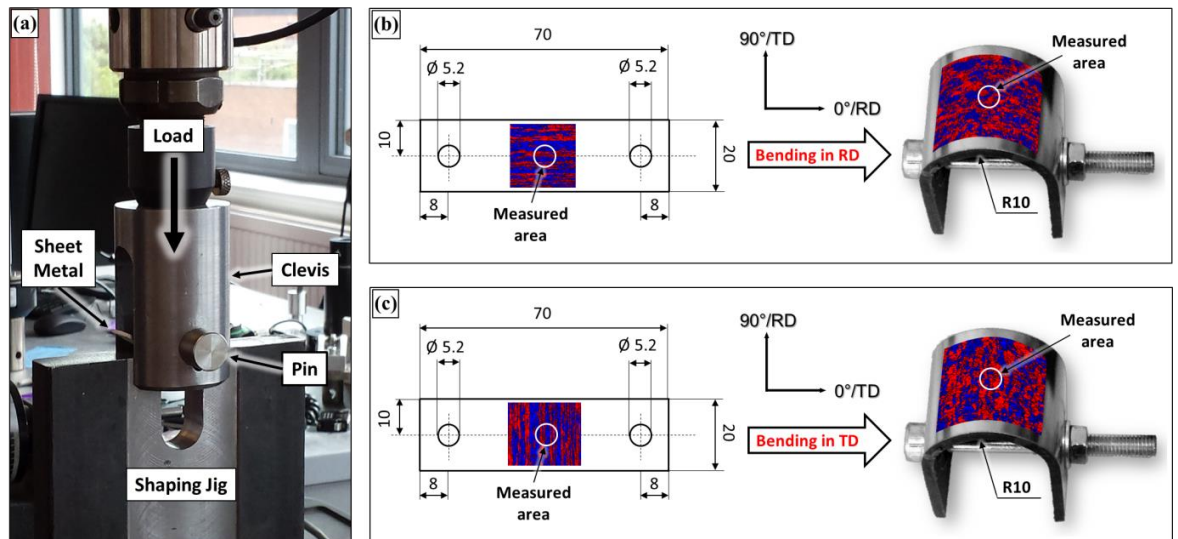 (a)
Load
Sheet
Metal
Clevis
Pin
Shaping Jig
(b)
70
Ø 5.2
Ø 5.2
10
20
8
8
Measured
area
90°/TD
0°/RD
Bending in RD
Measured
area
R10
(c)
70
Ø 5.2
Ø 5.2
10
20
8
8
Measured
area
90°/RD
0°/TD
Bending in TD
Measured
area
R10